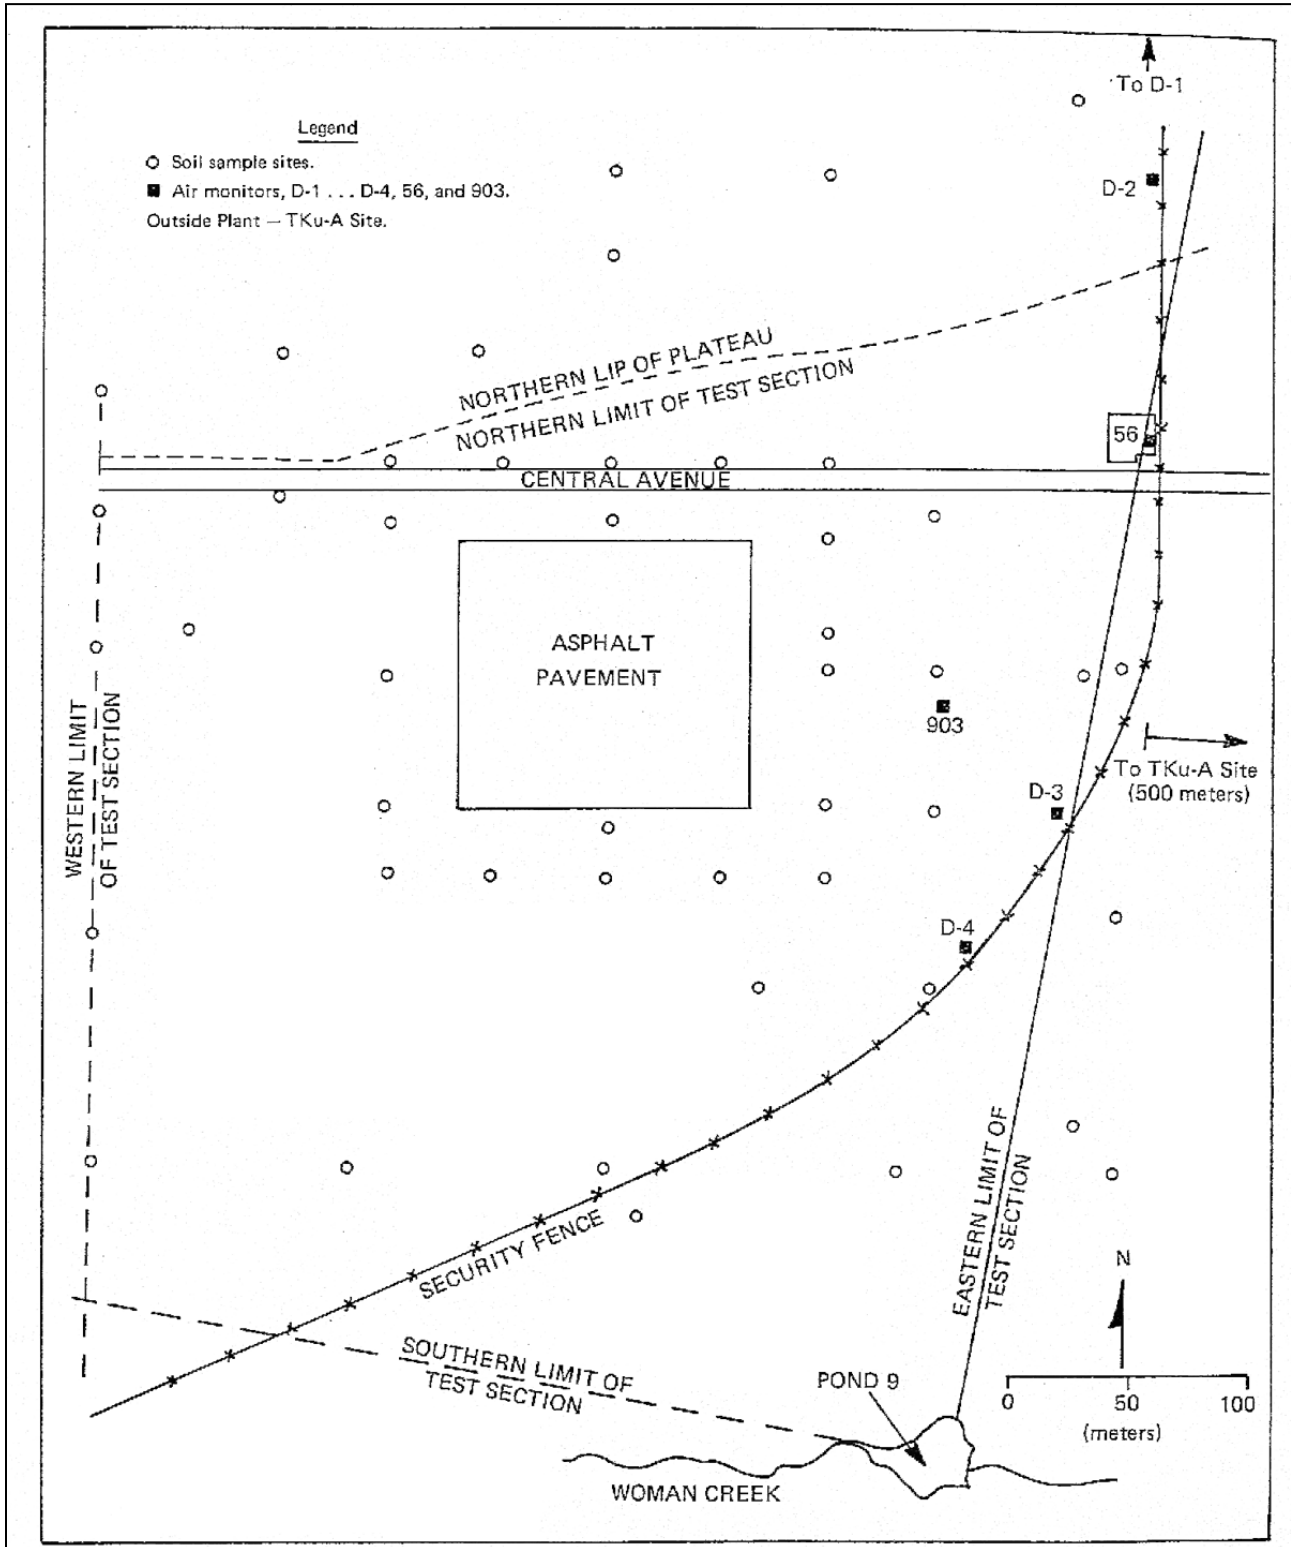 To D-1
Legend
Soil sample sites.
Air monitors, D-1 . . . D-4, 56, and 903.
Outside Plant — TKu-A Site.
D-2
NORTHERN LIP OF PLATEAU
NORTHERN LIMIT OF TEST SECTION
56
CENTRAL AVENUE
ASPHALT
PAVEMENT
903
WESTERN LIMIT
OF TEST SECTION
To TKu-A Site
(500 meters)
D-3
D-4
SECURITY FENCE
EASTERN LIMIT OF
TEST SECTION
N
SOUTHERN LIMIT OF
TEST SECTION
POND 9
0 50 100
(meters)
WOMAN CREEK